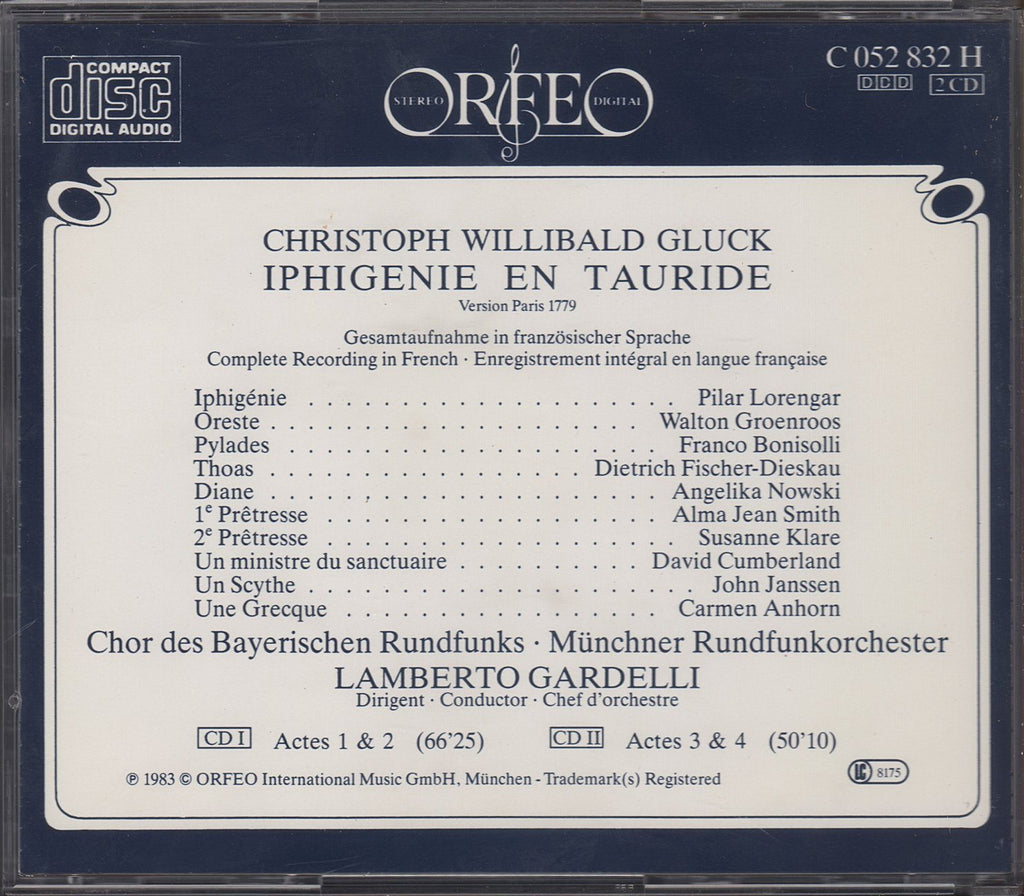 COMPACT
disc
DIGITAL AUDIO
STEREO ORFEO DIGITAL
C 052 832 H
DDD 2 CD
CHRISTOPH WILLIBALD GLUCK
IPHIGENIE EN TAURIDE
Version Paris 1779
Gesamtaufnahme in französischer Sprache
Complete Recording in French · Enregistrement intégral en langue française
Iphigénie . . . . . . . . . . . . . . . . . . . . Pilar Lorengar
Oreste . . . . . . . . . . . . . . . . . . . . Walton Groenroos
Pylades . . . . . . . . . . . . . . . . . . . . Franco Bonisolli
Thoas . . . . . . . . . . . . . . . . . Dietrich Fischer-Dieskau
Diane . . . . . . . . . . . . . . . . . . . . . Angelika Nowski
1e Prêtresse . . . . . . . . . . . . . . . . . . Alma Jean Smith
2e Prêtresse . . . . . . . . . . . . . . . . . . . Susanne Klare
Un ministre du sanctuaire . . . . . . . . . . David Cumberland
Un Scythe . . . . . . . . . . . . . . . . . . . . . John Janssen
Une Grecque . . . . . . . . . . . . . . . . . Carmen Anhorn
Chor des Bayerischen Rundfunks · Münchner Rundfunkorchester
LAMBERTO GARDELLI
Dirigent · Conductor · Chef d'orchestre
CD I Actes 1 & 2 (66'25) CD II Actes 3 & 4 (50'10)
℗ 1983 © ORFEO International Music GmbH, München - Trademark(s) Registered
LC 8175